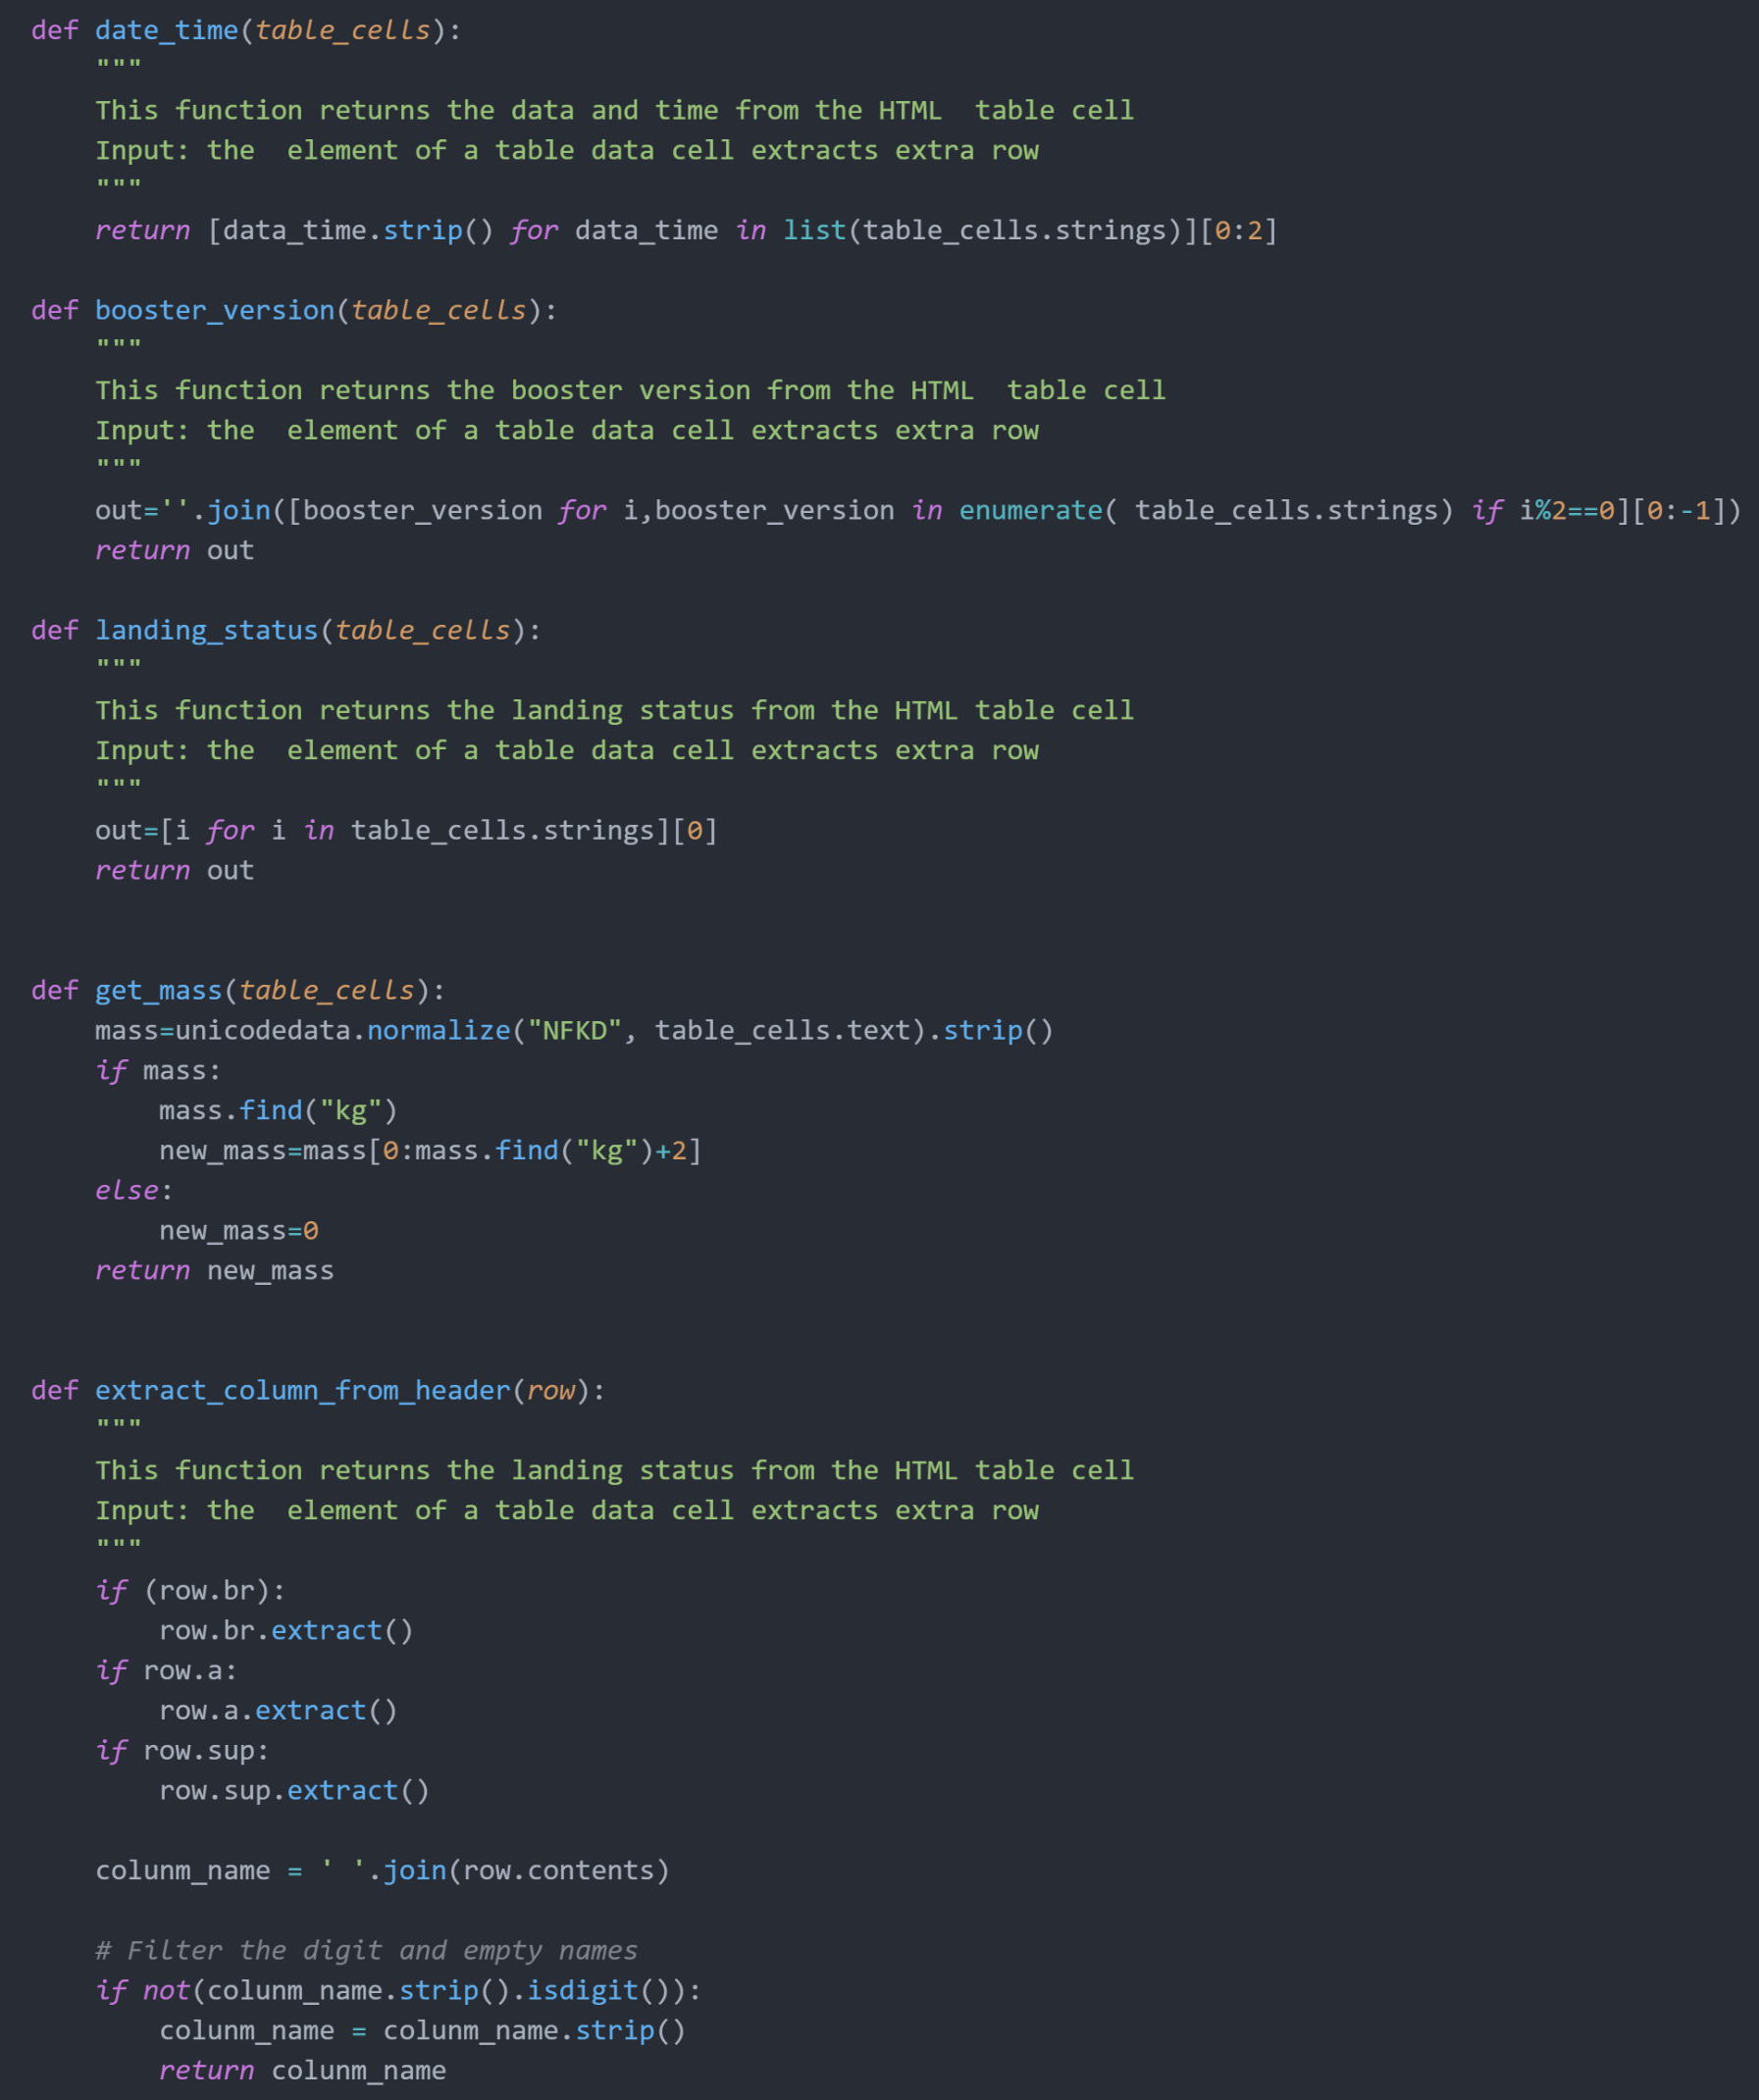 def date_time(table_cells):
    """
    This function returns the data and time from the HTML  table cell
    Input: the  element of a table data cell extracts extra row
    """
    return [data_time.strip() for data_time in list(table_cells.strings)][0:2]

def booster_version(table_cells):
    """
    This function returns the booster version from the HTML  table cell
    Input: the  element of a table data cell extracts extra row
    """
    out=''.join([booster_version for i,booster_version in enumerate( table_cells.strings) if i%2==0][0:-1])
    return out

def landing_status(table_cells):
    """
    This function returns the landing status from the HTML table cell
    Input: the  element of a table data cell extracts extra row
    """
    out=[i for i in table_cells.strings][0]
    return out


def get_mass(table_cells):
    mass=unicodedata.normalize("NFKD", table_cells.text).strip()
    if mass:
        mass.find("kg")
        new_mass=mass[0:mass.find("kg")+2]
    else:
        new_mass=0
    return new_mass


def extract_column_from_header(row):
    """
    This function returns the landing status from the HTML table cell
    Input: the  element of a table data cell extracts extra row
    """
    if (row.br):
        row.br.extract()
    if row.a:
        row.a.extract()
    if row.sup:
        row.sup.extract()

    colunm_name = ' '.join(row.contents)

    # Filter the digit and empty names
    if not(colunm_name.strip().isdigit()):
        colunm_name = colunm_name.strip()
        return colunm_name